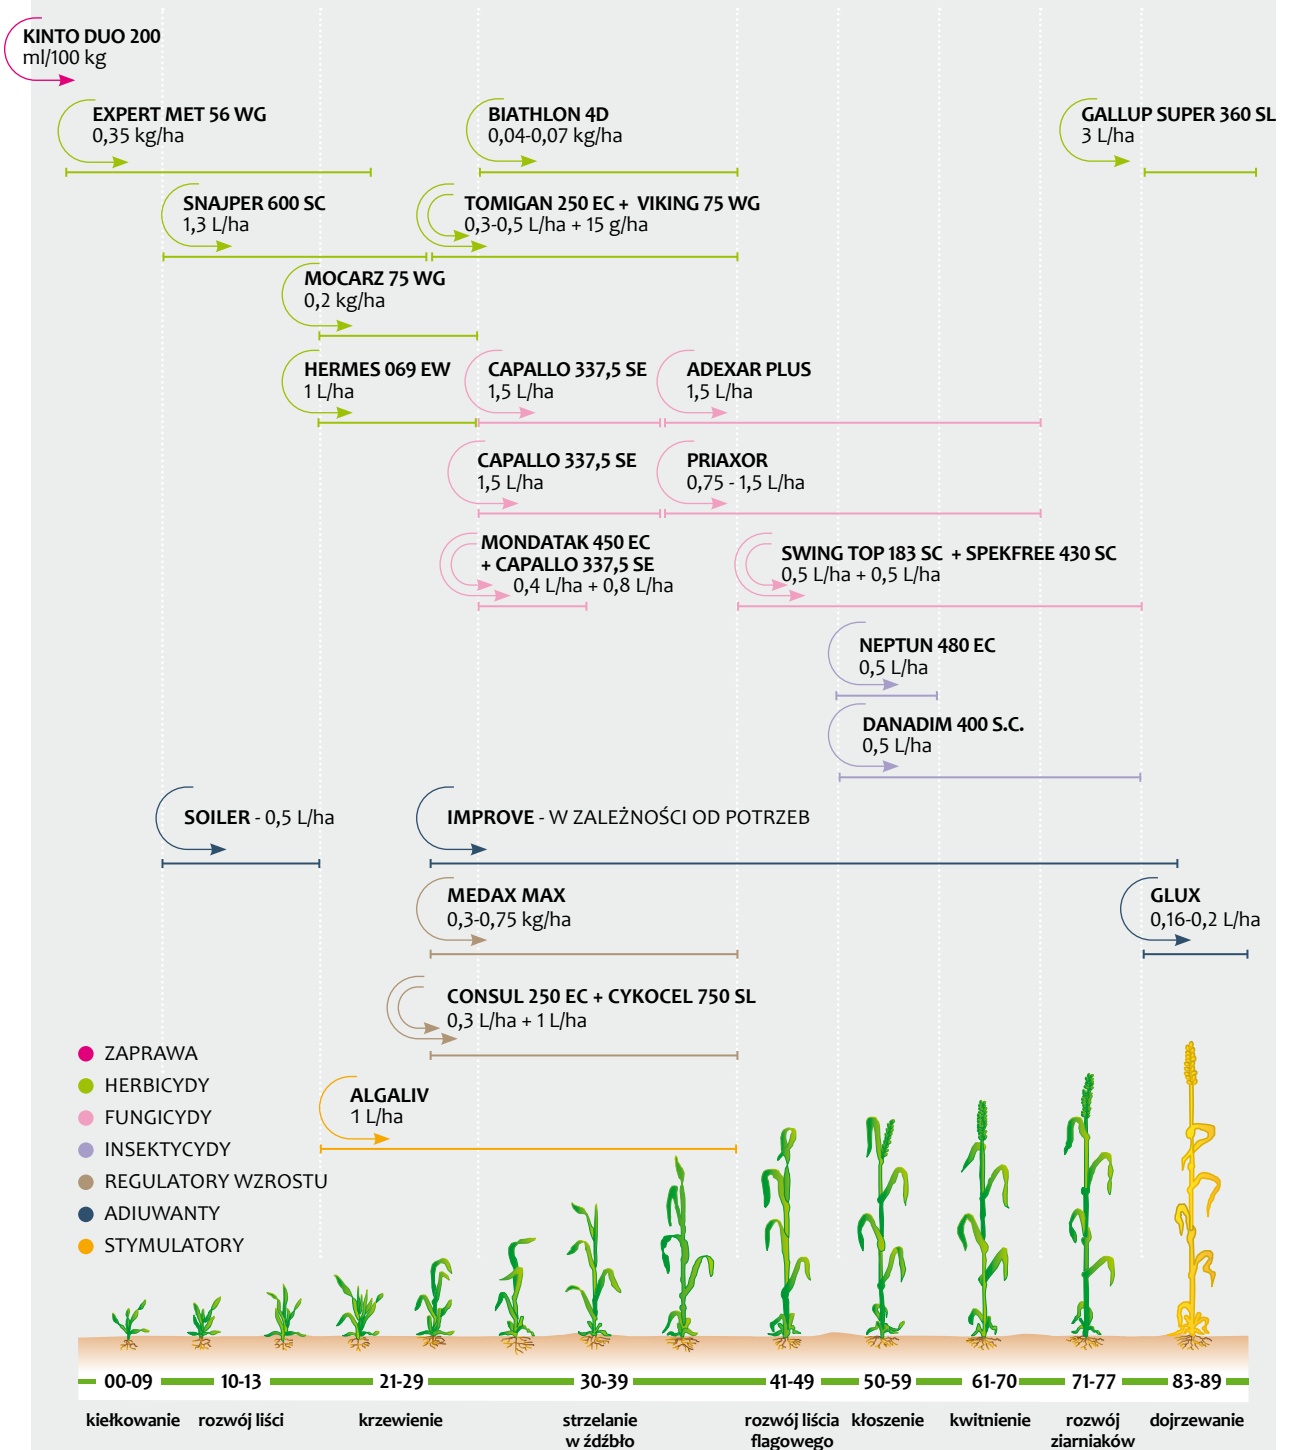 KINTO DUO 200
ml/100 kg
EXPERT MET 56 WG
0,35 kg/ha
BIATHLON 4D
0,04-0,07 kg/ha
GALLUP SUPER 360 SL
3 L/ha
SNAJPER 600 SC
1,3 L/ha
TOMIGAN 250 EC + VIKING 75 WG
0,3-0,5 L/ha + 15 g/ha
MOCARZ 75 WG
0,2 kg/ha
HERMES 069 EW
1 L/ha
CAPALLO 337,5 SE
1,5 L/ha
ADEXAR PLUS
1,5 L/ha
CAPALLO 337,5 SE
1,5 L/ha
PRIAXOR
0,75 - 1,5 L/ha
MONDATAK 450 EC
+ CAPALLO 337,5 SE
0,4 L/ha + 0,8 L/ha
SWING TOP 183 SC + SPEKFREE 430 SC
0,5 L/ha + 0,5 L/ha
NEPTUN 480 EC
0,5 L/ha
DANADIM 400 S.C.
0,5 L/ha
SOILER - 0,5 L/ha
IMPROVE - W ZALEŻNOŚCI OD POTRZEB
MEDAX MAX
0,3-0,75 kg/ha
GLUX
0,16-0,2 L/ha
CONSUL 250 EC + CYKOCEL 750 SL
0,3 L/ha + 1 L/ha
ALGALIV
1 L/ha
ZAPRAWA
HERBICYDY
FUNGICYDY
INSEKTYCYDY
REGULATORY WZROSTU
ADIUWANTY
STYMULATORY
00-09 10-13 21-29 30-39 41-49 50-59 61-70 71-77 83-89
kiełkowanie rozwój liści krzewienie strzelanie rozwój liścia kłoszenie kwitnienie rozwój dojrzewanie
w źdźbło flagowego ziarniaków